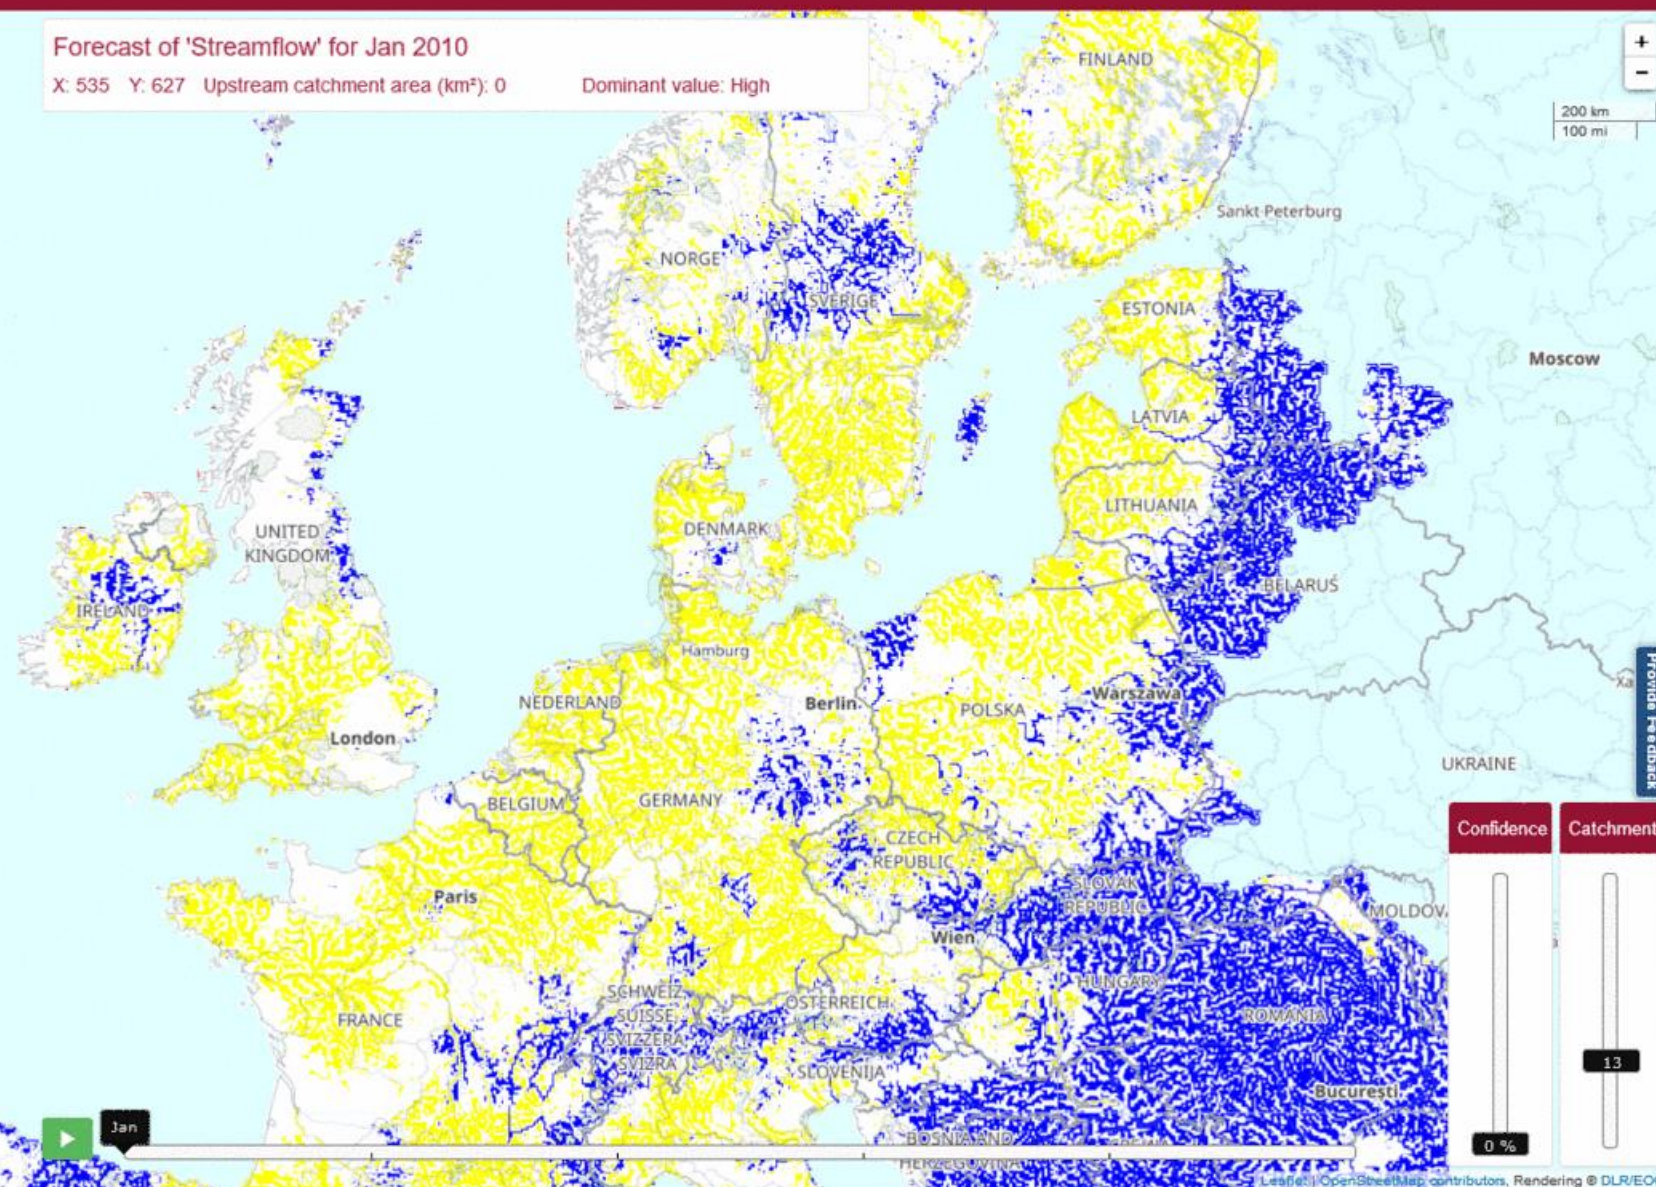 Forecast of 'Streamflow' for Jan 2010
X: 535 Y: 627 Upstream catchment area (km²): 0 Dominant value: High
+
−
200 km
100 mi
FINLAND
Sankt Peterburg
NORGE
SVERIGE
ESTONIA
Moscow
LATVIA
LITHUANIA
DENMARK
UNITED
KINGDOM
BELARUS
IRELAND
Hamburg
NEDERLAND
Berlin
POLSKA
Warszawa
Provide Feedback
London
UKRAINE
BELGIUM
GERMANY
CZECH
REPUBLIC
Confidence
Catchment
Paris
SLOVAK
REPUBLIC
MOLDOV
Wien
HUNGARY
SCHWEIZ
SUISSE
SVIZZERA
SVIZRA
ÖSTERREICH
FRANCE
ROMANIA
SLOVENIJA
13
Bucuresti
Jan
BOSNIA AND
HERZEGOVINA
0 %
Leaflet | OpenStreetMap contributors, Rendering © DLR/EO